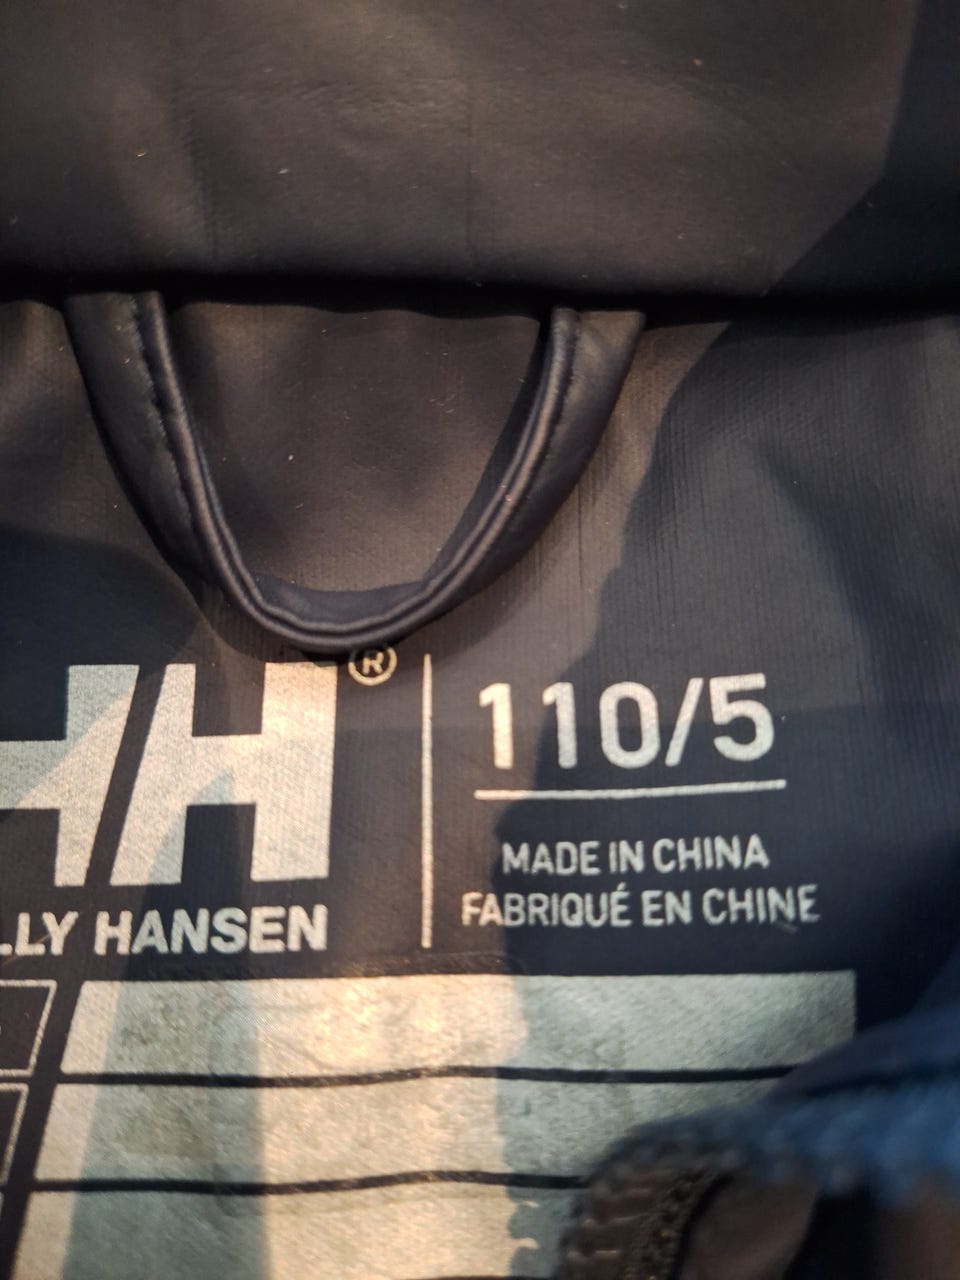 HH®
LLY HANSEN
110/5
MADE IN CHINA
FABRIQUÉ EN CHINE